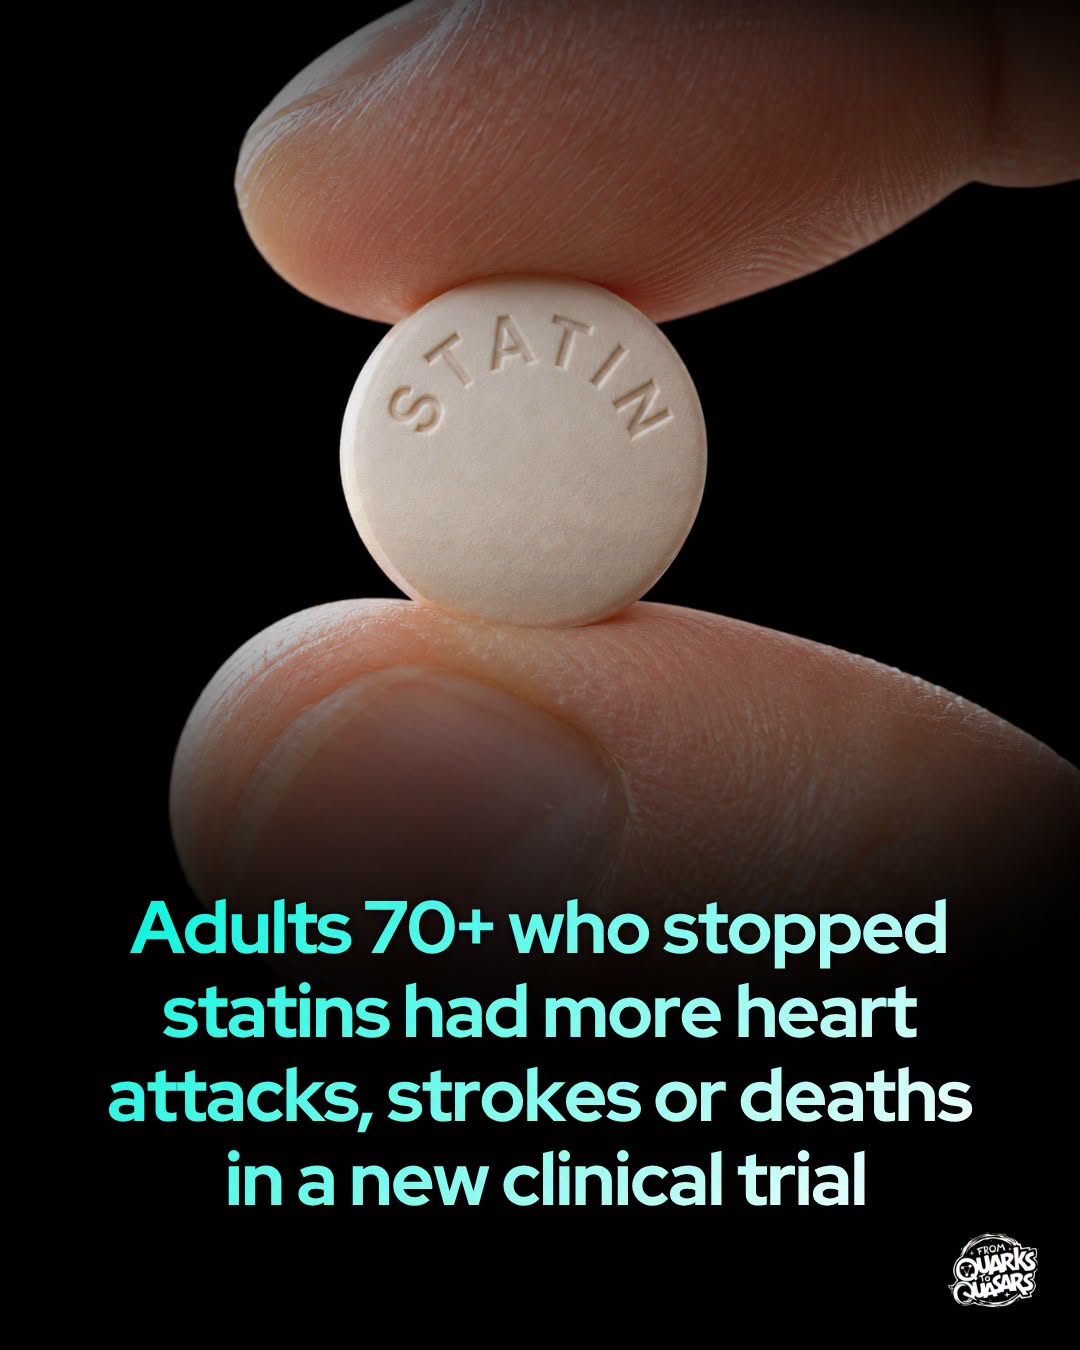 STATIN
Adults 70+ who stopped
statins had more heart
attacks, strokes or deaths
in a new clinical trial
FROM
QUARKS
TO
QUASARS